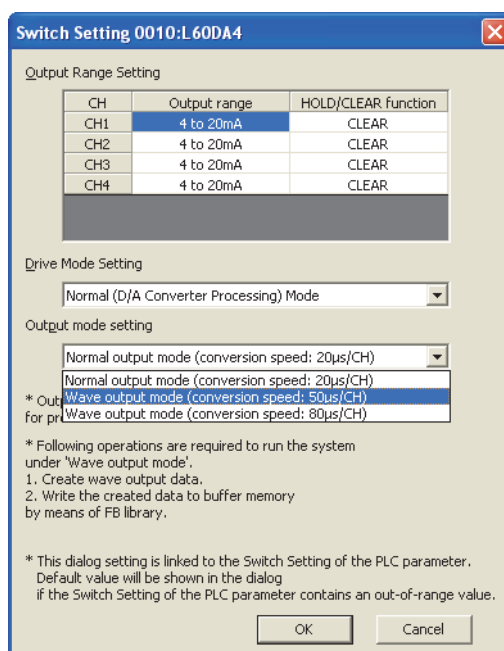 Switch Setting 0010:L60DA4
Output Range Setting
CH Output range HOLD/CLEAR function
CH1 4 to 20mA CLEAR
CH2 4 to 20mA CLEAR
CH3 4 to 20mA CLEAR
CH4 4 to 20mA CLEAR
Drive Mode Setting
Normal (D/A Converter Processing) Mode
Output mode setting
Normal output mode (conversion speed: 20µs/CH)
Normal output mode (conversion speed: 20µs/CH)
* Wave output mode (conversion speed: 50µs/CH)
for Wave output mode (conversion speed: 80µs/CH)
* Following operations are required to run the system
under 'Wave output mode'.
1. Create wave output data.
2. Write the created data to buffer memory
by means of FB library.
* This dialog setting is linked to the Switch Setting of the PLC parameter.
Default value will be shown in the dialog
if the Switch Setting of the PLC parameter contains an out-of-range value.
OK Cancel